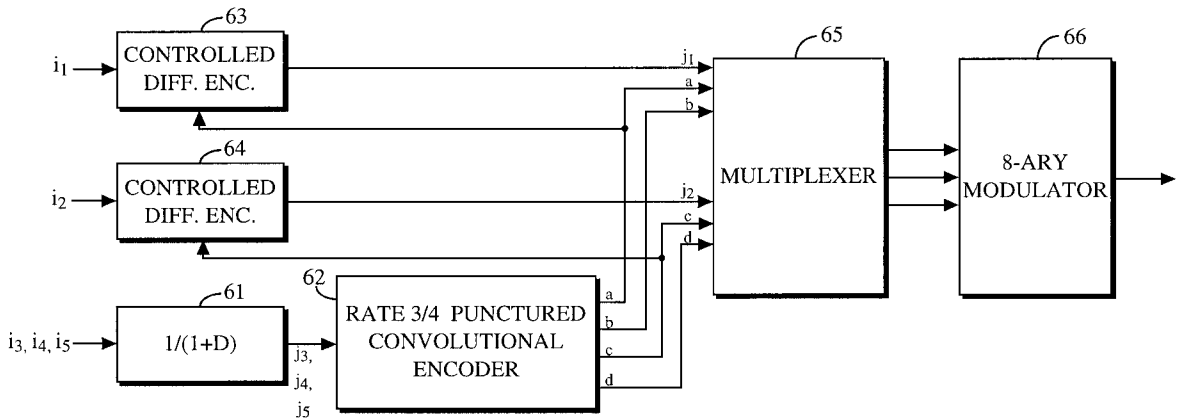 63
CONTROLLED
DIFF. ENC.
i1
j1
a
b
64
CONTROLLED
DIFF. ENC.
i2
j2
c
d
65
MULTIPLEXER
66
8-ARY
MODULATOR
61
1/(1+D)
i3, i4, i5
j3,
j4,
j5
62
RATE 3/4 PUNCTURED
CONVOLUTIONAL
ENCODER
a
b
c
d